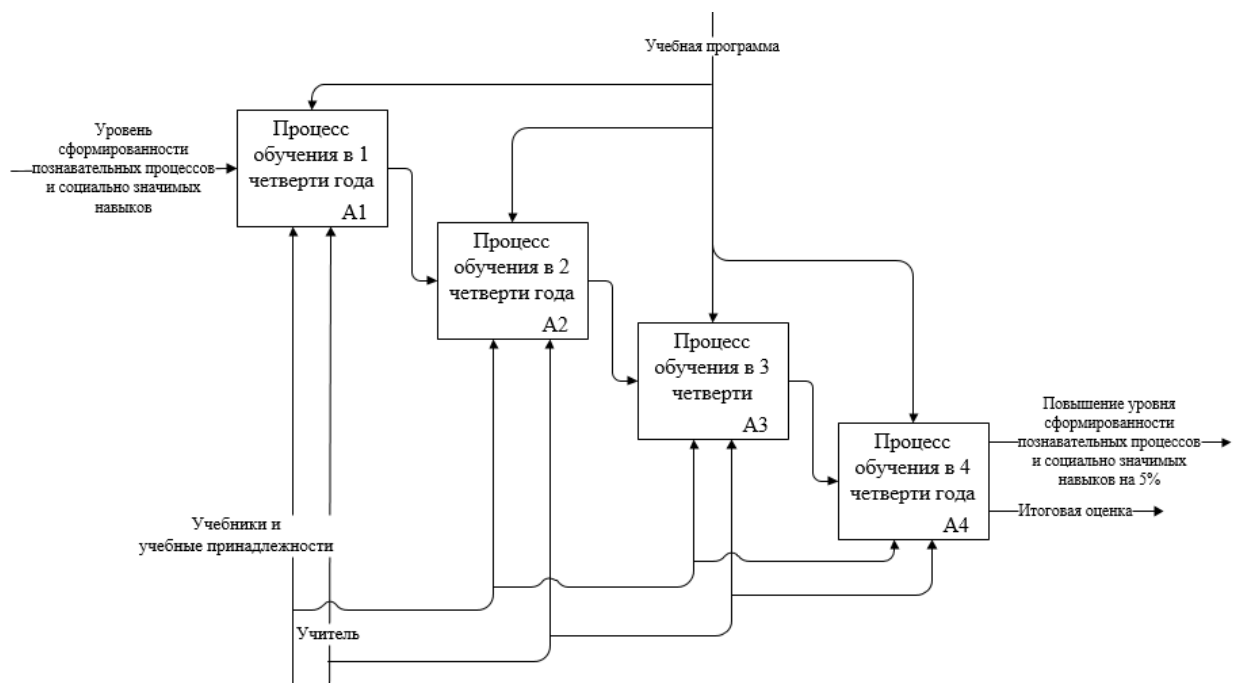 Учебная программа
Процесс
обучения в 1
четверти года
А1
Уровень
сформированности
познавательных процессов
и социально значимых
навыков
Процесс
обучения в 2
четверти года
А2
Процесс
обучения в 3
четверти
А3
Процесс
обучения в 4
четверти года
А4
Повышение уровня
сформированности
познавательных процессов
и социально значимых
навыков на 5%
Итоговая оценка
Учебники и
учебные принадлежности
Учитель